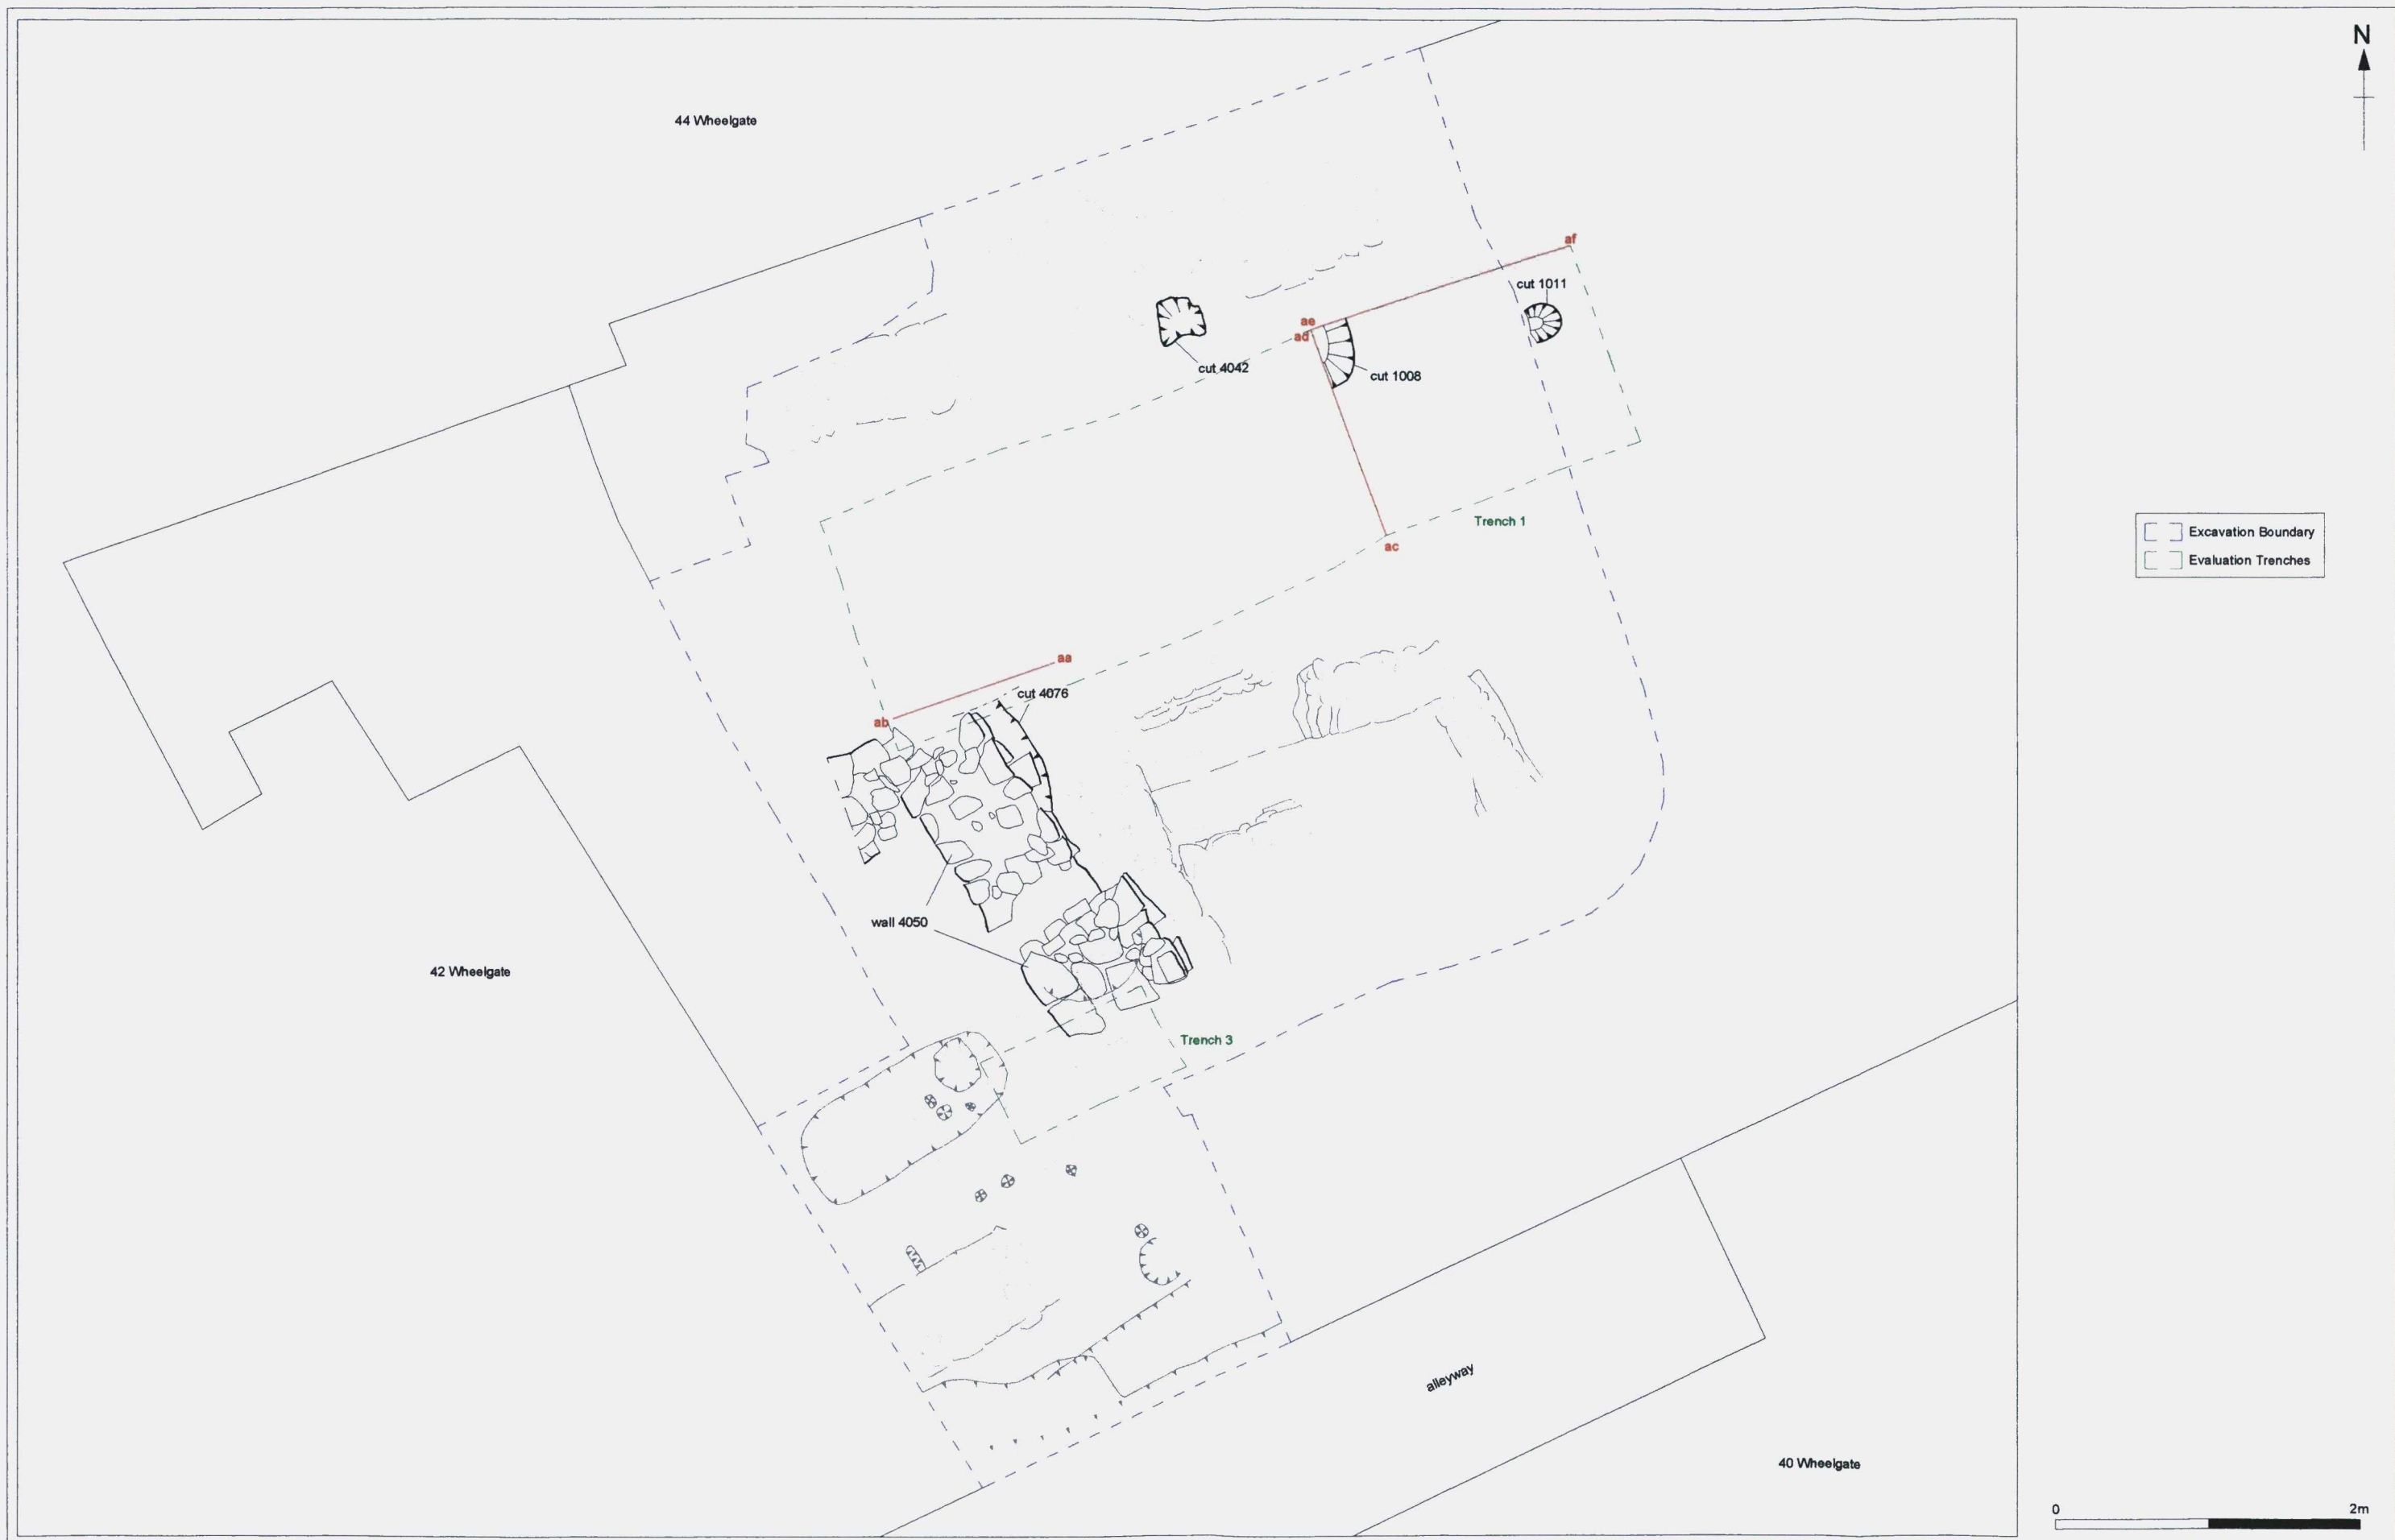 N
44 Wheelgate
af
cut 1011
ae
ad
cut 4042
cut 1008
Trench 1
ac
Excavation Boundary
Evaluation Trenches
aa
cut 4076
ab
wall 4050
42 Wheelgate
Trench 3
alleyway
40 Wheelgate
0 2m